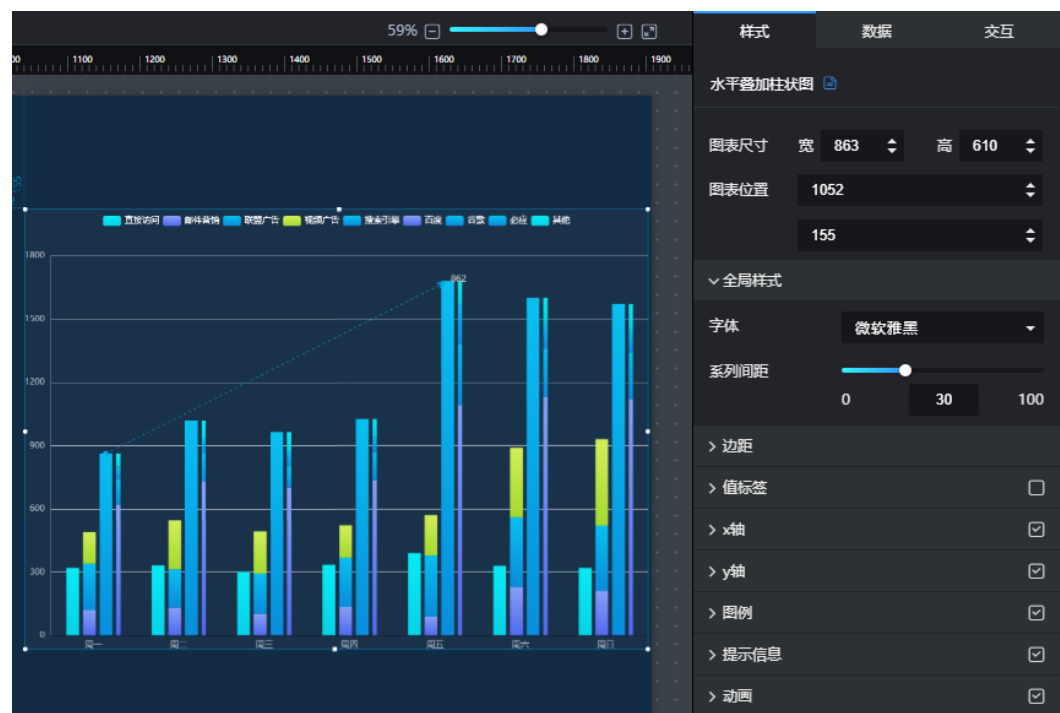 59%
样式 数据 交互
00 1100 1200 1300 1400 1500 1600 1700 1800 1900
水平叠加柱状图
图表尺寸 宽 863 高 610
图表位置 1052
155
155
直接访问 邮件营销 联盟广告 视频广告 搜索引擎 百度 谷歌 必应 其他
1800
862
1500
1200
900
600
300
0
周一 周二 周三 周四 周五 周六 周日
全局样式
字体 微软雅黑
系列间距
0 30 100
边距
值标签
x轴
y轴
图例
提示信息
动画